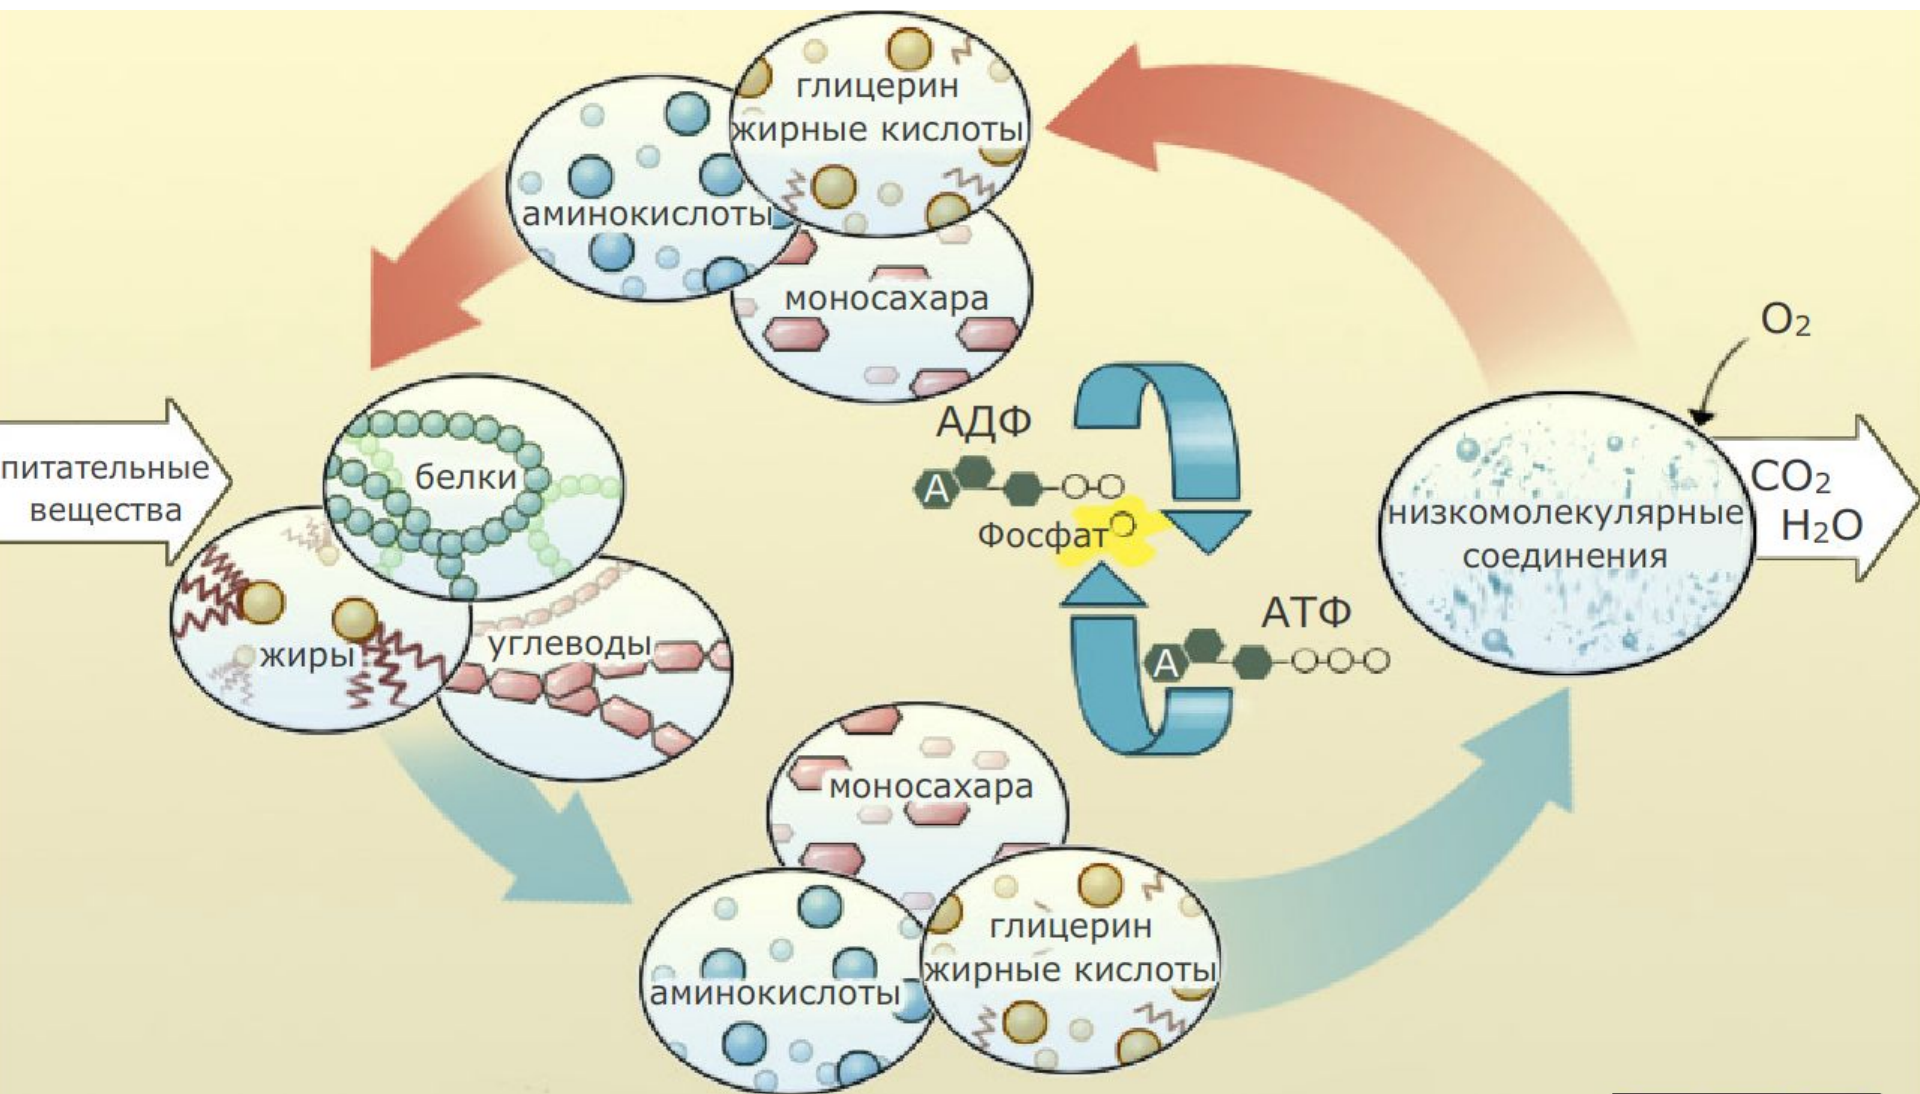 глицерин
жирные кислоты
аминокислоты
моносахара
O₂
питательные
вещества
белки
АДФ
A
Фосфат
CO₂
H₂O
низкомолекулярные
соединения
жиры
углеводы
АТФ
A
моносахара
глицерин
жирные кислоты
аминокислоты